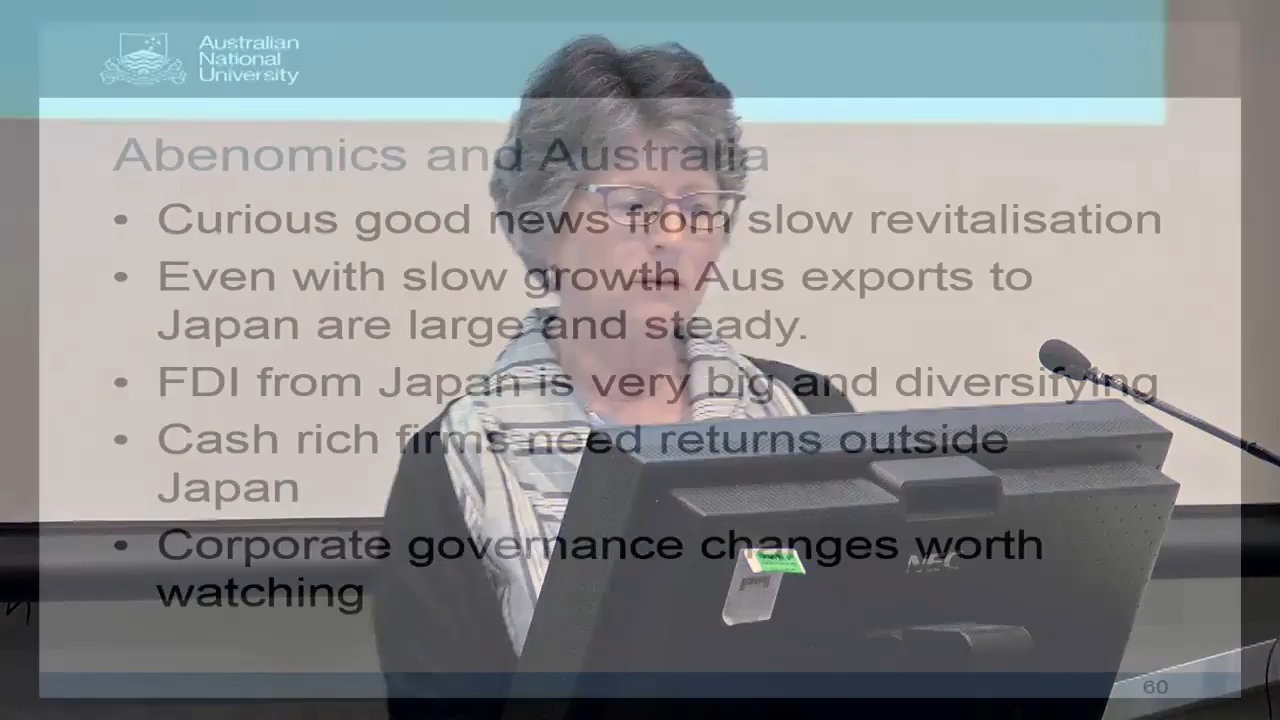 Australian
National
University
Abenomics and Australia
• Curious good news from slow revitalisation
• Even with slow growth Aus exports to
Japan are large and steady.
• FDI from Japan is very big and diversifying
• Cash rich firms need returns outside
Japan
• Corporate governance changes worth
watching
NEC
60